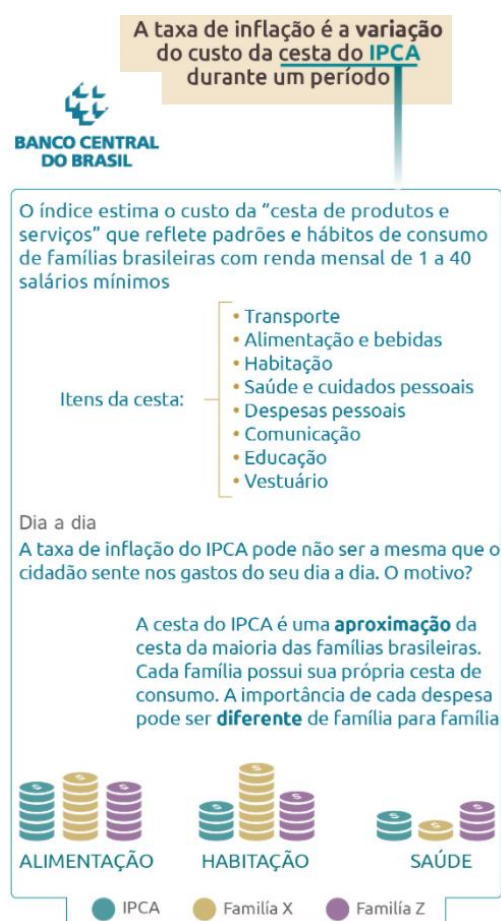 A taxa de inflação é a variação
do custo da cesta do IPCA
durante um período
BANCO CENTRAL
DO BRASIL
O índice estima o custo da “cesta de produtos e
serviços” que reflete padrões e hábitos de consumo
de famílias brasileiras com renda mensal de 1 a 40
salários mínimos
Itens da cesta:
• Transporte
• Alimentação e bebidas
• Habitação
• Saúde e cuidados pessoais
• Despesas pessoais
• Comunicação
• Educação
• Vestuário
Dia a dia
A taxa de inflação do IPCA pode não ser a mesma que o
cidadão sente nos gastos do seu dia a dia. O motivo?
A cesta do IPCA é uma aproximação da
cesta da maioria das famílias brasileiras.
Cada família possui sua própria cesta de
consumo. A importância de cada despesa
pode ser diferente de família para família
ALIMENTAÇÃO HABITAÇÃO SAÚDE
IPCA Familía X Familía Z